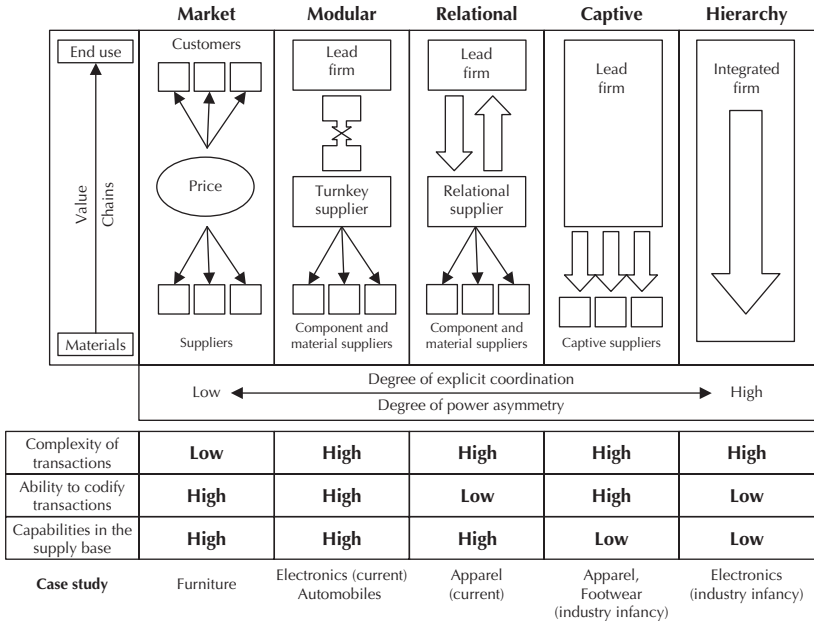 Market Modular Relational Captive Hierarchy
End use
Value
Chains
Materials
Customers
Price
Suppliers
Lead
firm
Turnkey
supplier
Component and
material suppliers
Lead
firm
Relational
supplier
Component and
material suppliers
Lead
firm
Captive suppliers
Integrated
firm
Low
Degree of explicit coordination
Degree of power asymmetry
High
Complexity of
transactions
Low High High High High
Ability to codify
transactions
High High Low High Low
Capabilities in the
supply base
High High High Low Low
Case study
Furniture
Electronics (current)
Automobiles
Apparel
(current)
Apparel,
Footwear
(industry infancy)
Electronics
(industry infancy)